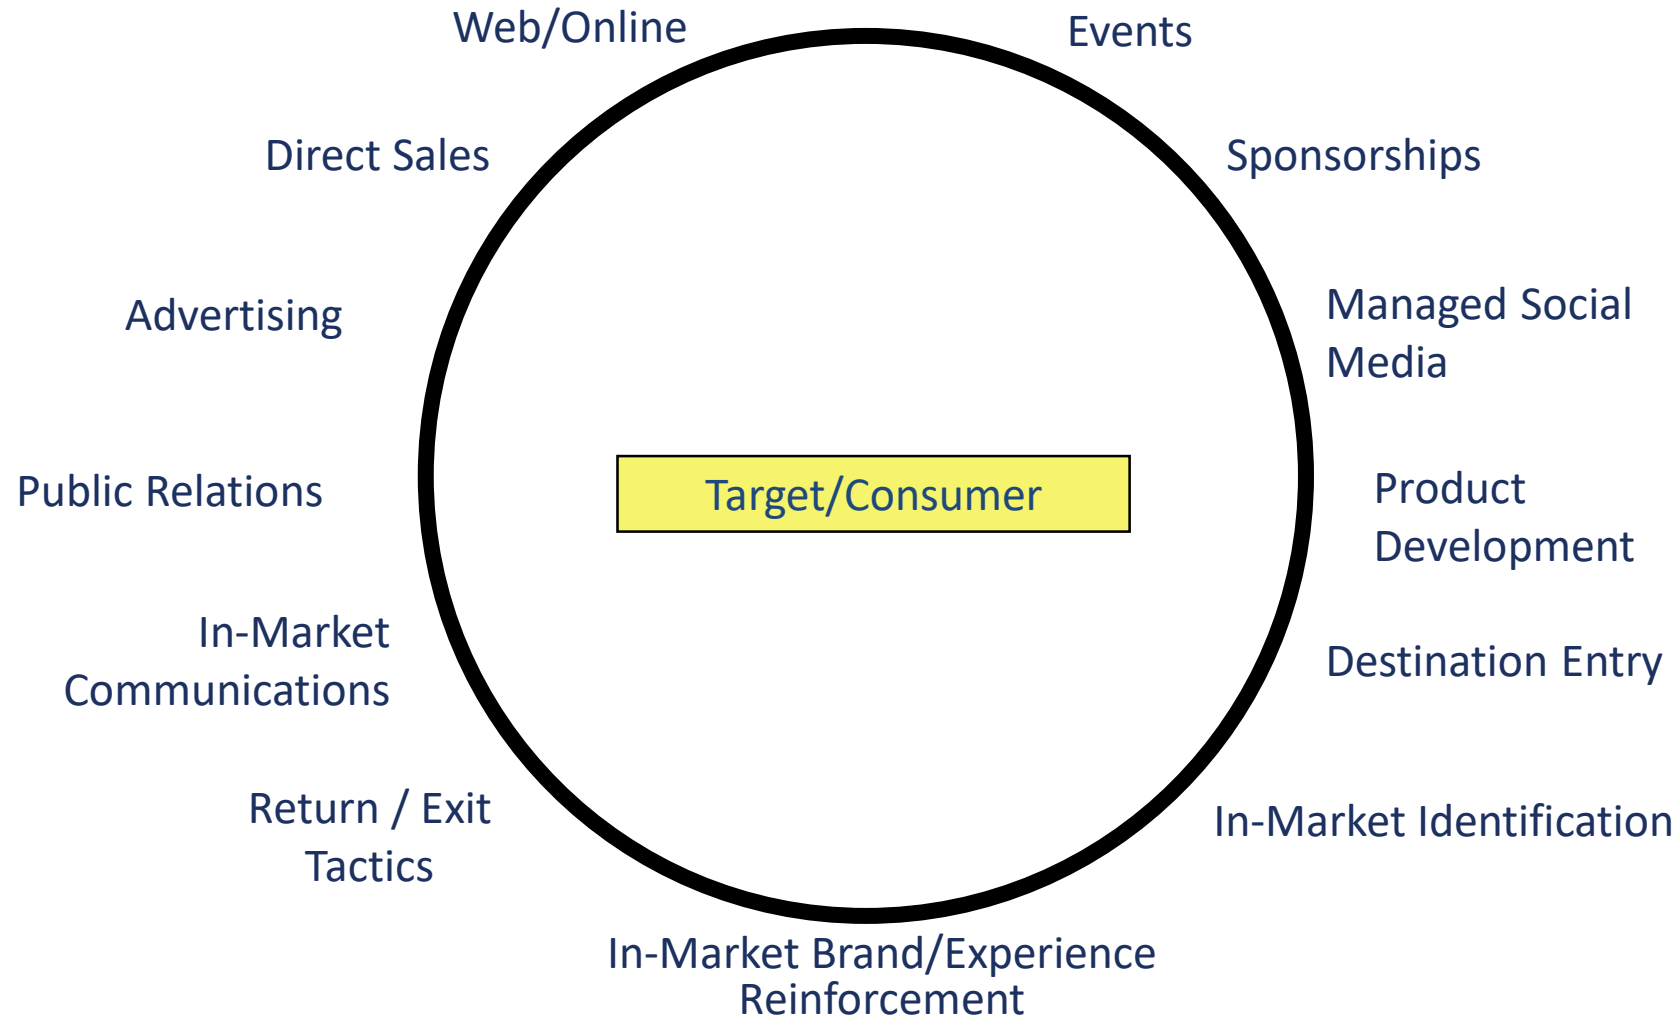 Web/Online
Events
Direct Sales
Sponsorships
Advertising
Managed Social
Media
Public Relations
Target/Consumer
Product
Development
In-Market
Communications
Destination Entry
Return / Exit
Tactics
In-Market Identification
In-Market Brand/Experience
Reinforcement